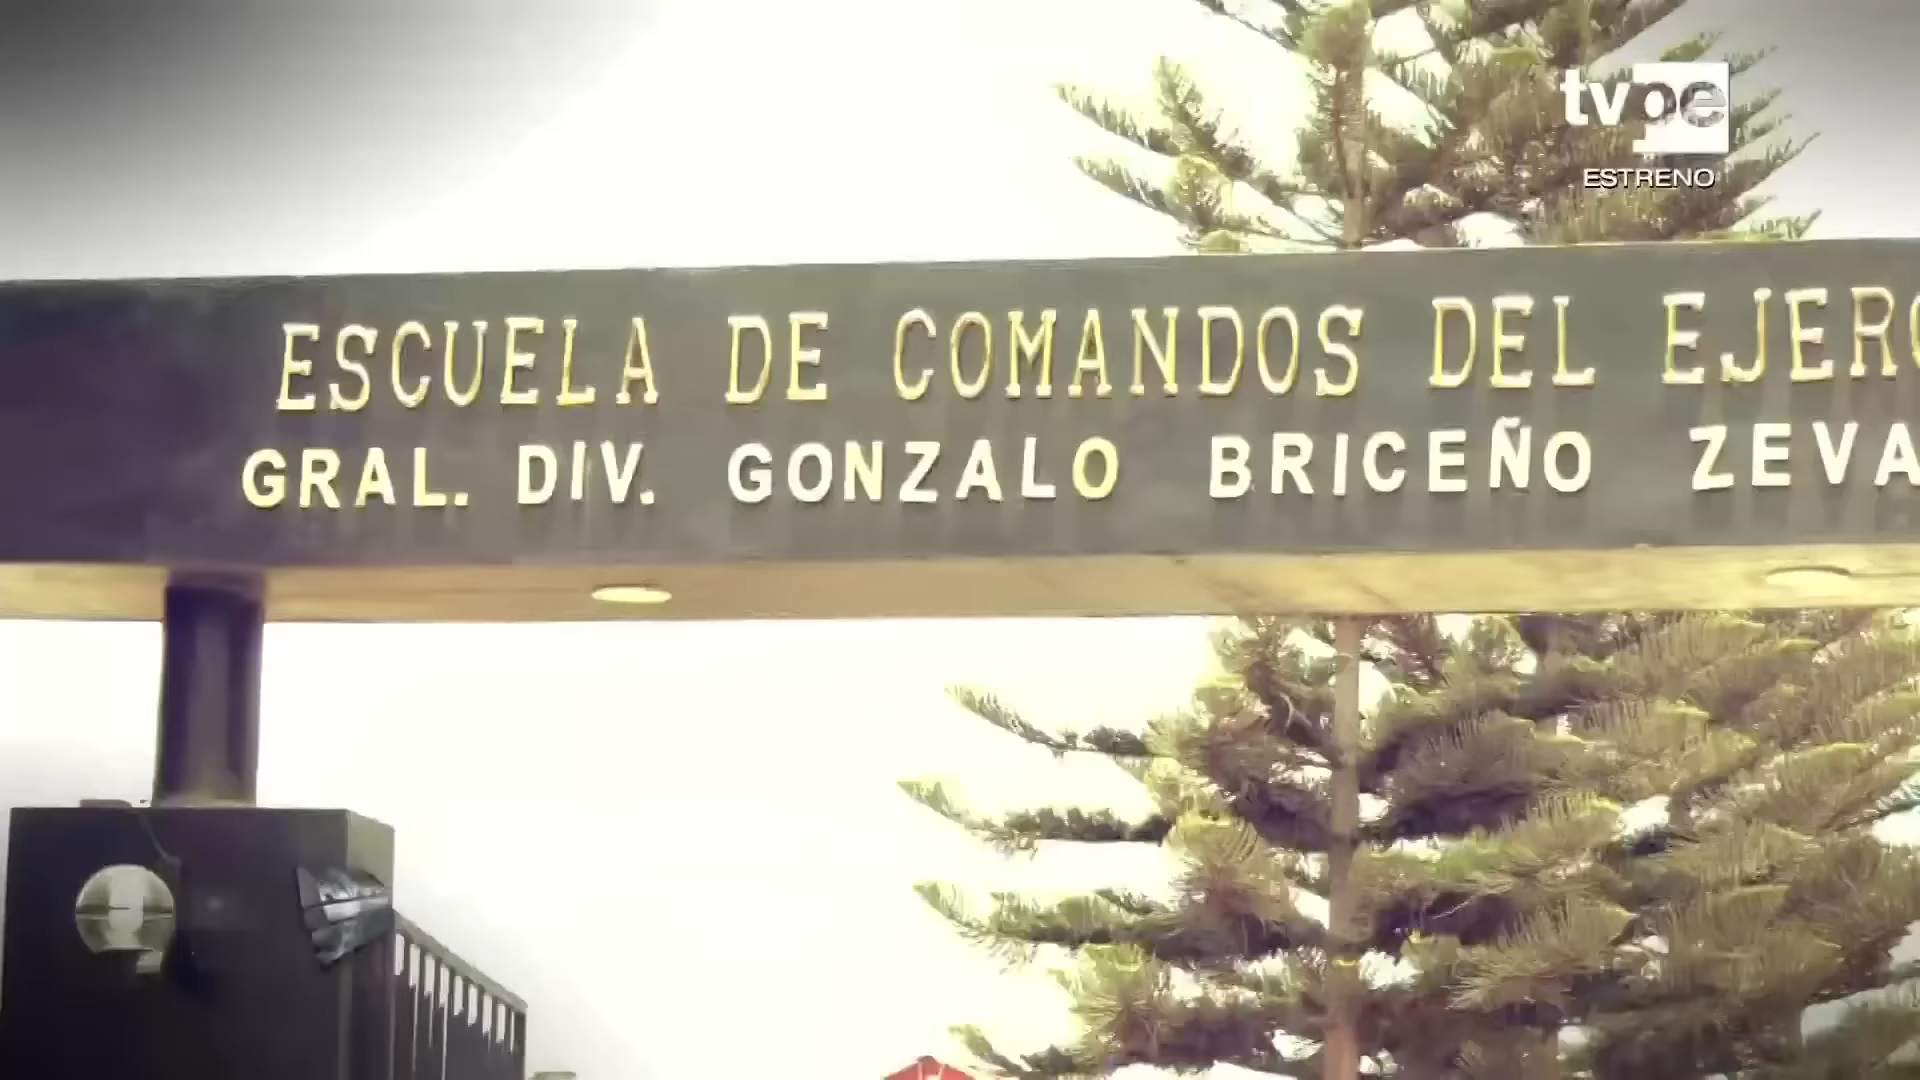 tvpe
ESTRENO
ESCUELA DE COMANDOS DEL EJERC
GRAL. DIV. GONZALO BRICEÑO ZEVA